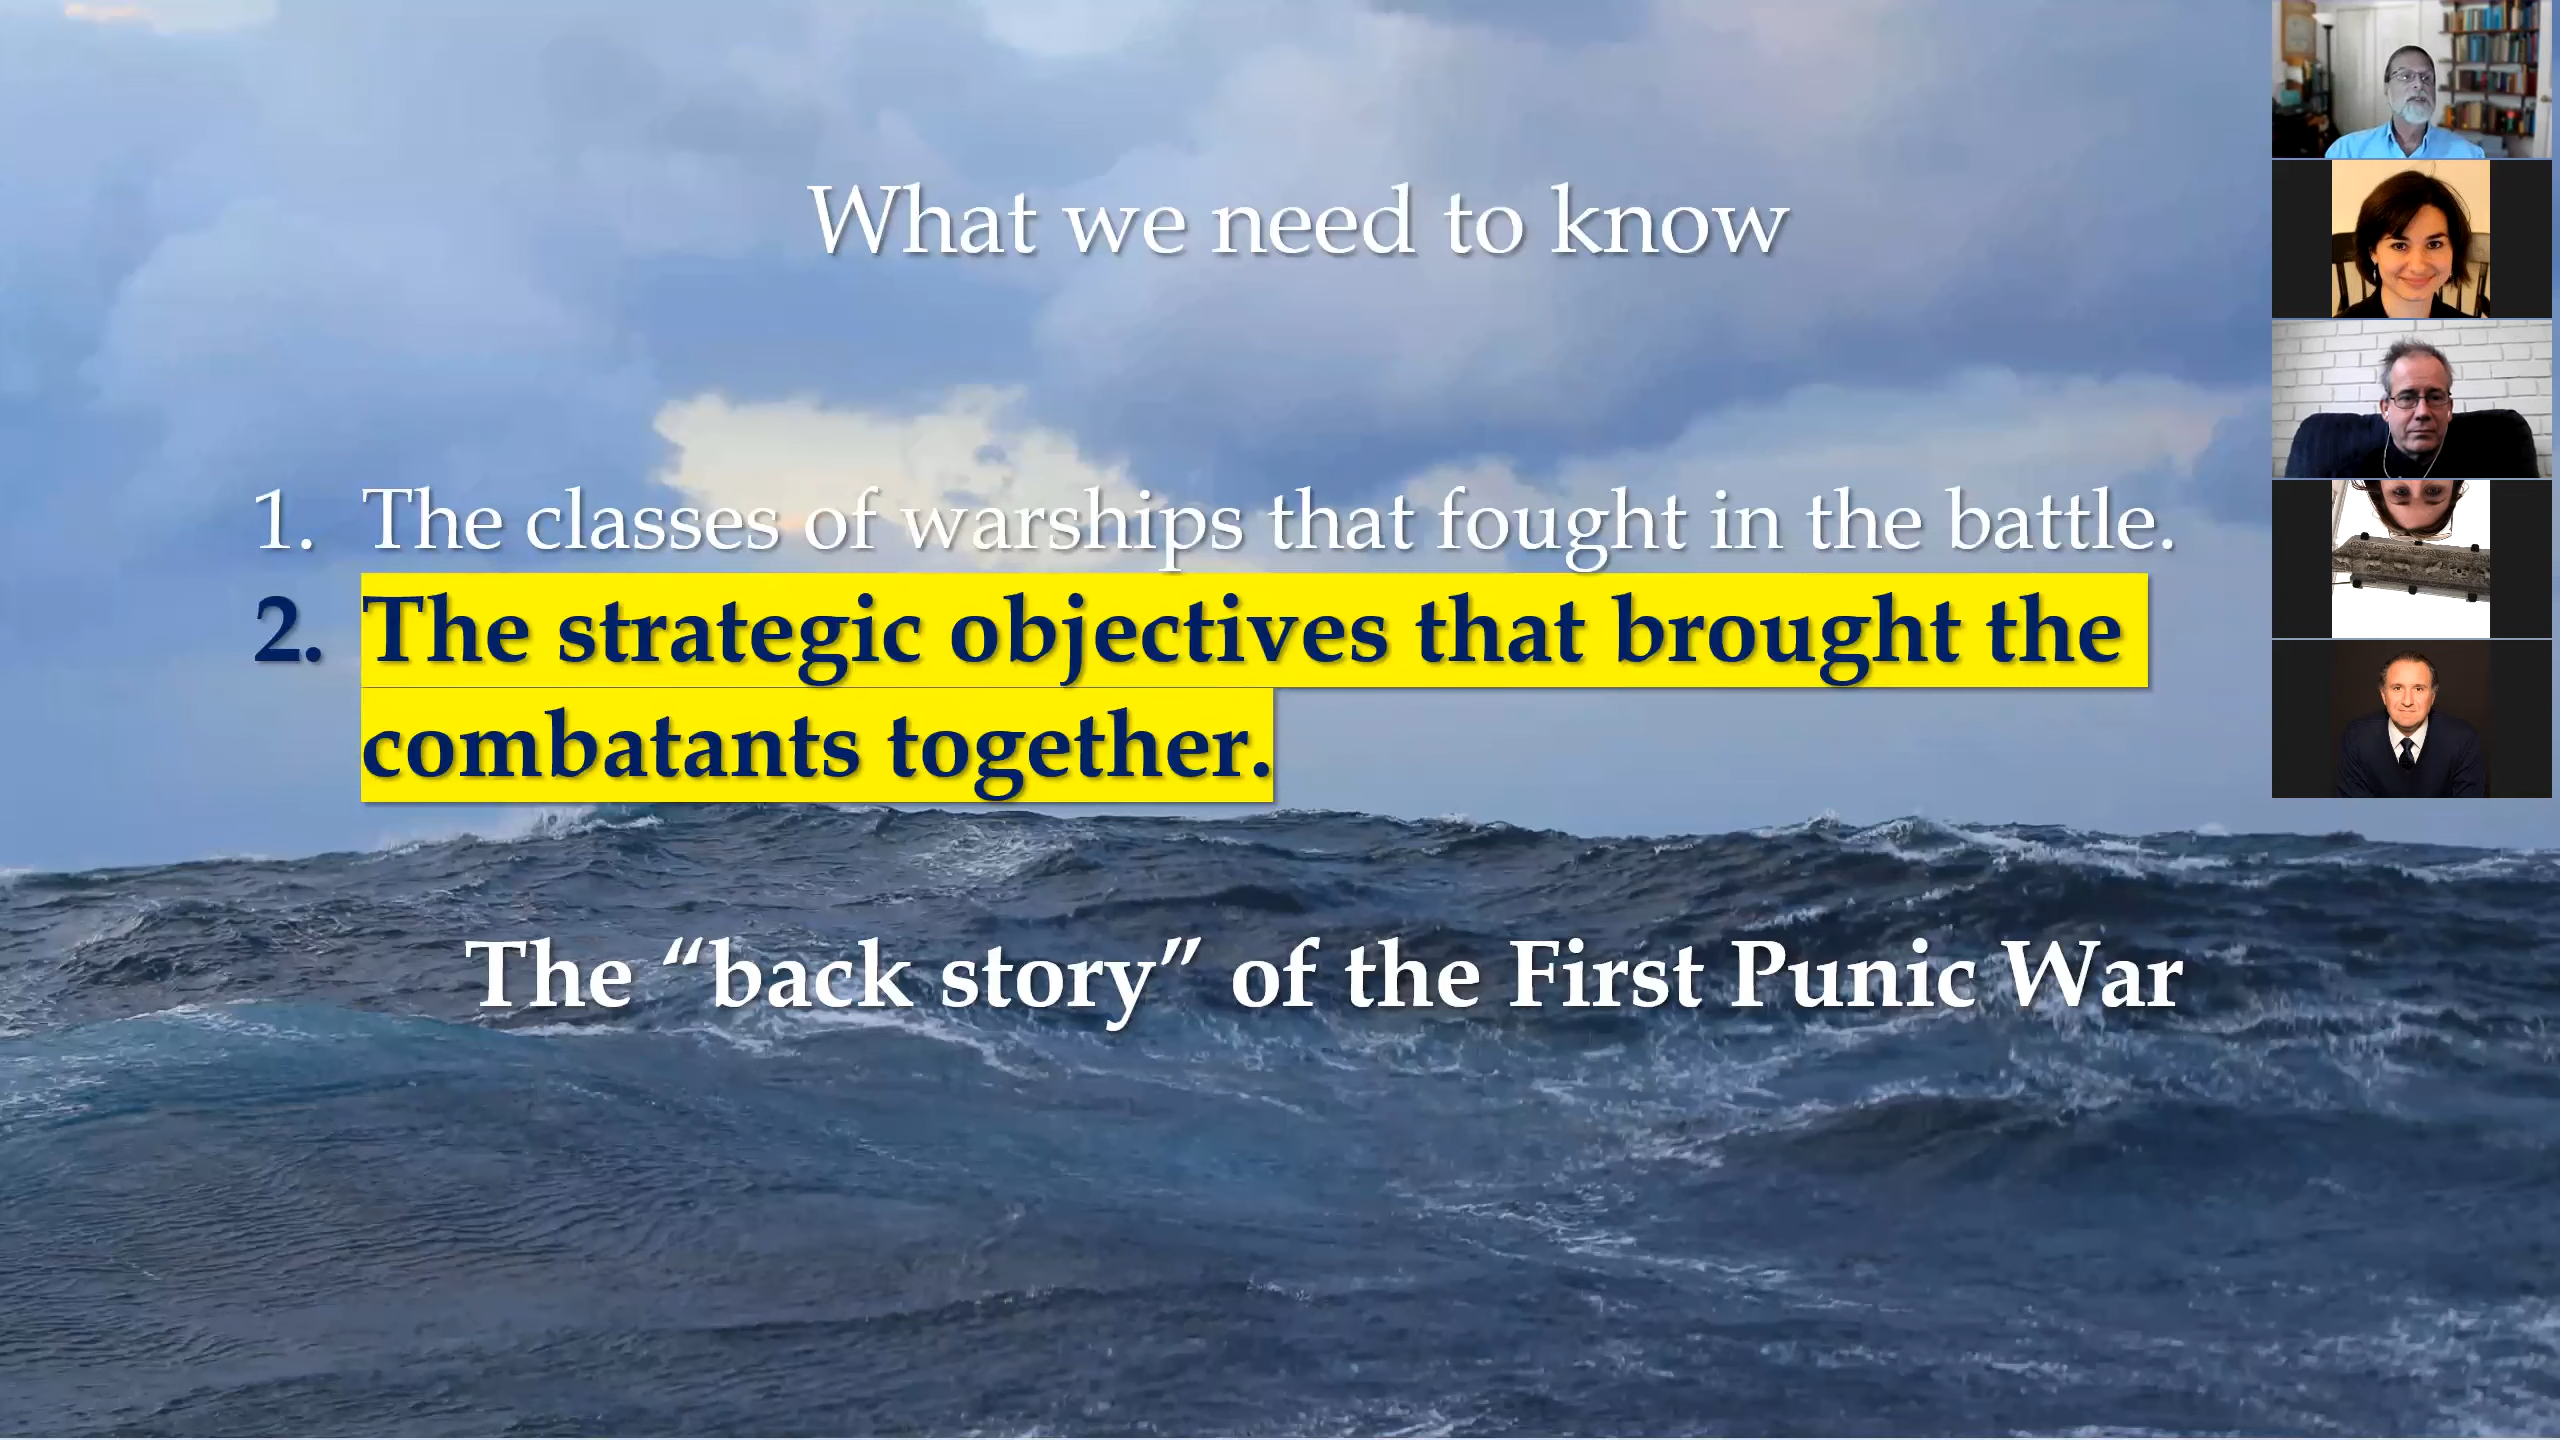 What we need to know
1. The classes of warships that fought in the battle.
2. The strategic objectives that brought the
combatants together.
The “back story” of the First Punic War